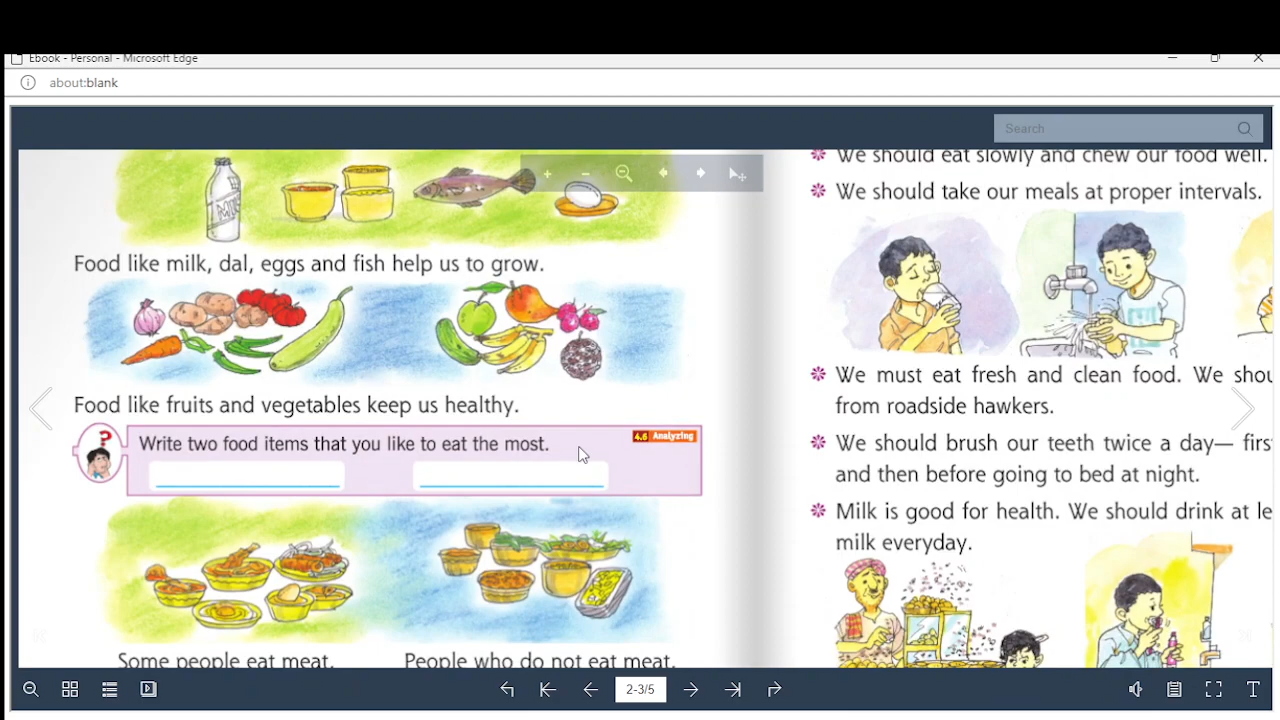 Ebook - Personal - Microsoft Edge
about:blank
Search
MILK
Food like milk, dal, eggs and fish help us to grow.
Food like fruits and vegetables keep us healthy.
?
Write two food items that you like to eat the most.
4.6 Analyzing
Some people eat meat.
People who do not eat meat,
We should eat slowly and chew our food well.
We should take our meals at proper intervals.
We must eat fresh and clean food. We shou
from roadside hawkers.
We should brush our teeth twice a day— firs
and then before going to bed at night.
Milk is good for health. We should drink at le
milk everyday.
2-3/5
T